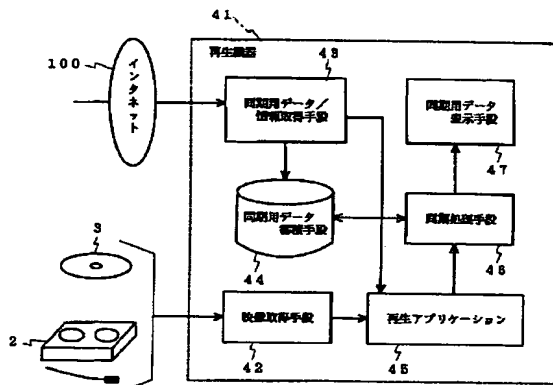 41
再生機器
100
インタネット
43
同期用データ/
情報取得手段
同期用データ
表示手段
47
同期用データ
蓄積手段
44
同期処理手段
46
3
2
映像取得手段
42
再生アプリケーション
45